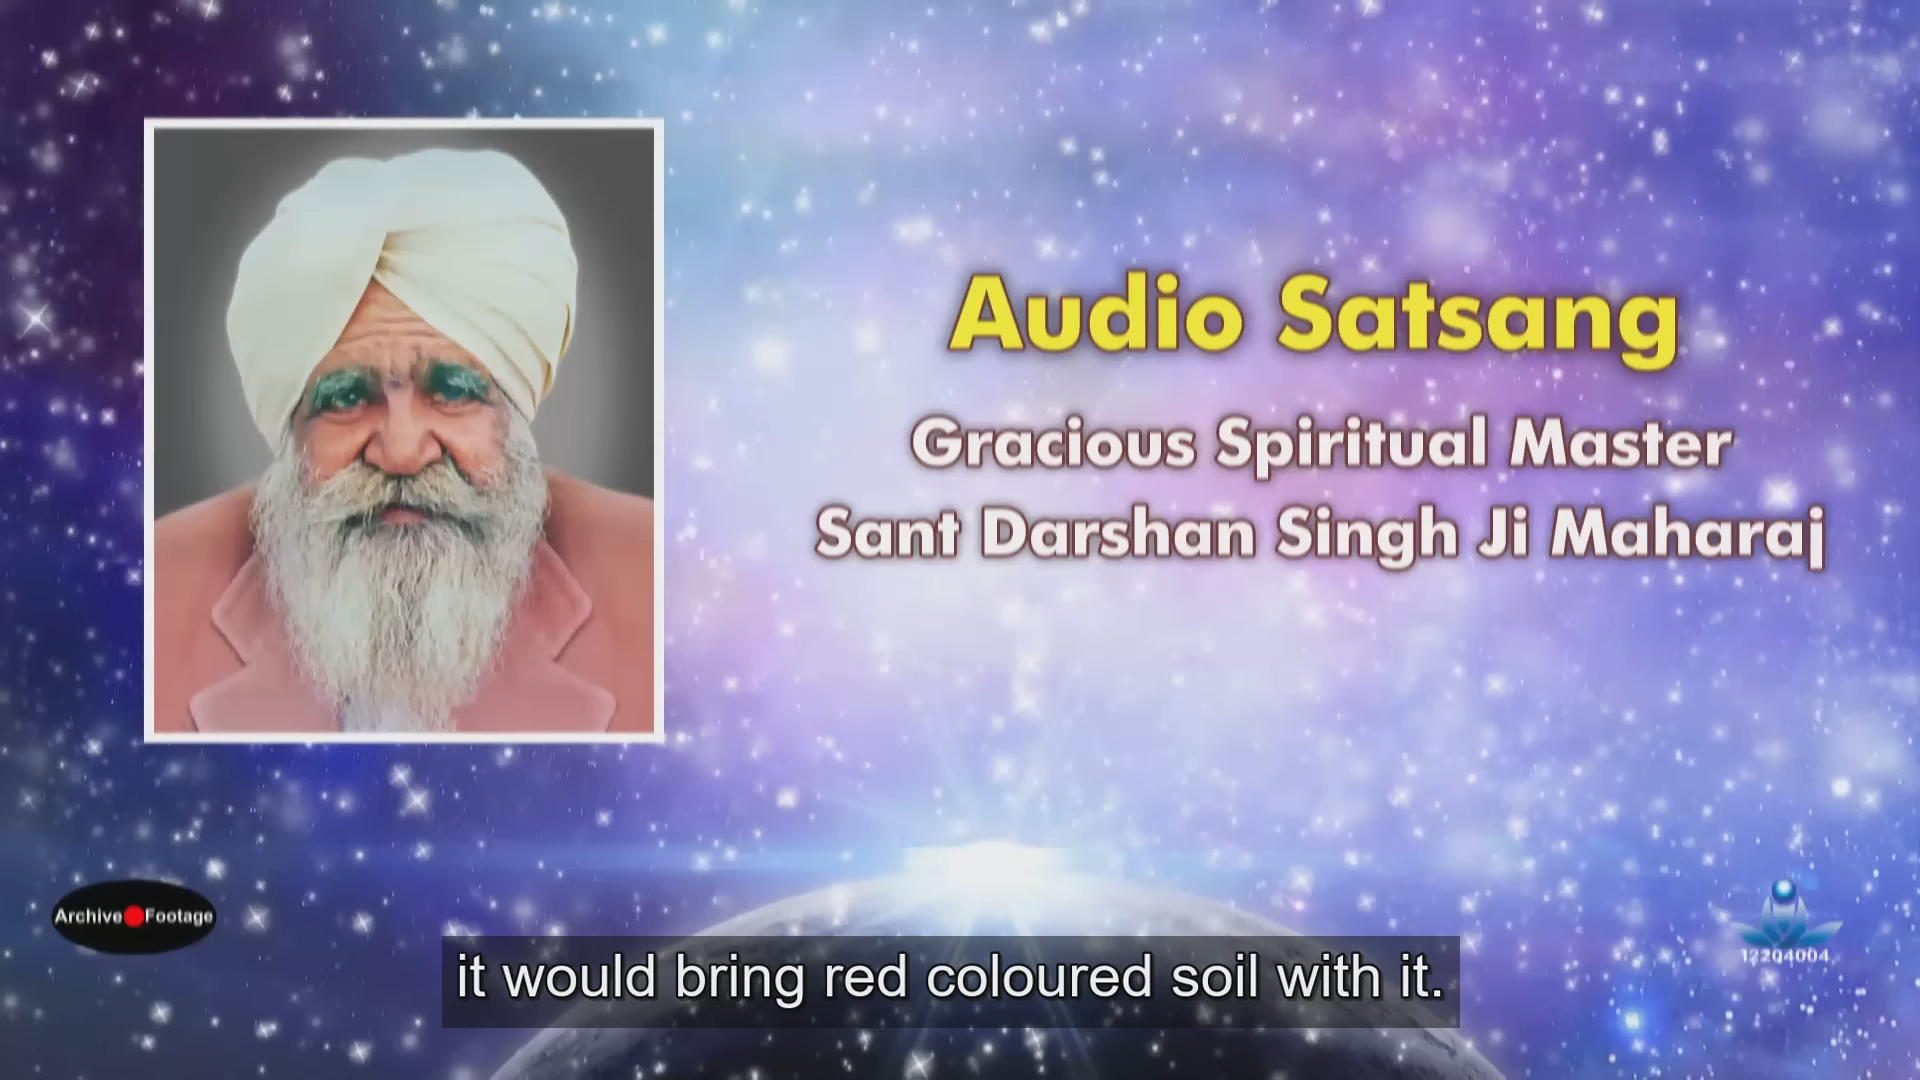 Audio Satsang
Gracious Spiritual Master
Sant Darshan Singh Ji Maharaj
Archive Footage
12204004
it would bring red coloured soil with it.